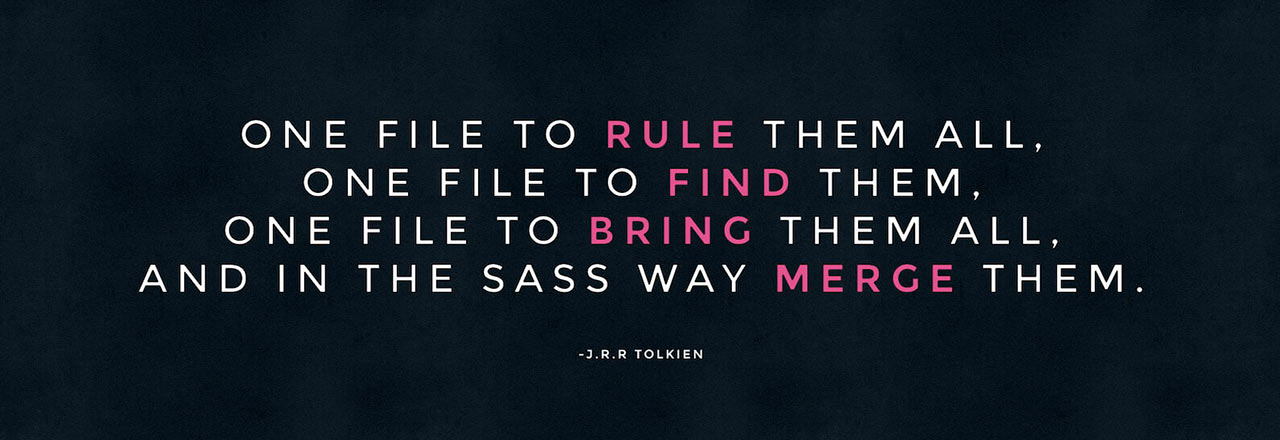 ONE FILE TO RULE THEM ALL,
ONE FILE TO FIND THEM,
ONE FILE TO BRING THEM ALL,
AND IN THE SASS WAY MERGE THEM.
-J.R.R TOLKIEN